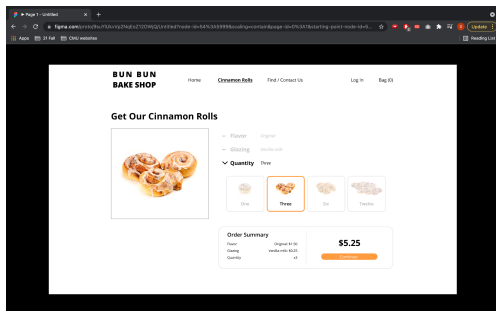 Page 1 – Untitled
Update
Apps
21 Fall
CMU websites
Reading List
BUN BUN
BAKE SHOP
Home
Cinnamon Rolls
Find / Contact Us
Log in
Bag (0)
Get Our Cinnamon Rolls
Flavor
Original
Glazing
Vanilla milk
Quantity
Three
One
Three
Six
Twelve
Order Summary
Flavor
Original: $1.50
Glazing
Vanilla milk: $0.25
Quantity
x3
$5.25
Continue